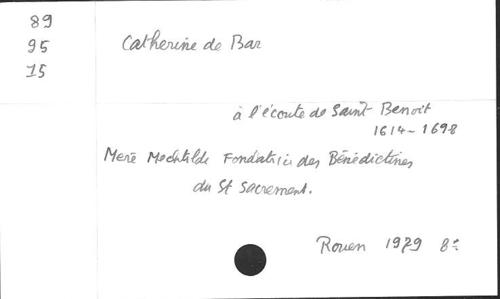 89
95
15
Catherine de Bar
à l'écoute de Saint Benoit
1614-1698
Mère Mechtilde Fondatrice des Bénédictines
du St Sacrement.
Rouen 1979 8°